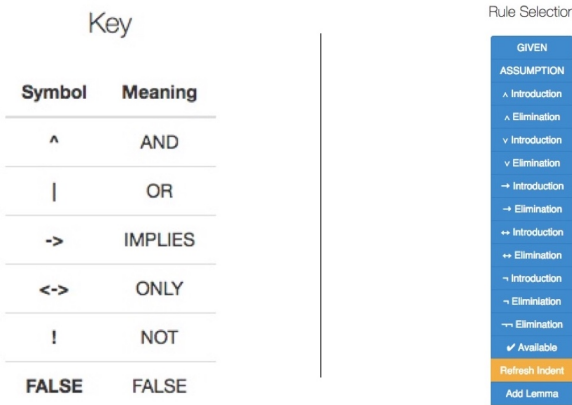 Key
Symbol Meaning
^ AND
| OR
-> IMPLIES
<-> ONLY
! NOT
FALSE FALSE
Rule Selection
GIVEN
ASSUMPTION
∧ Introduction
∧ Elimination
∨ Introduction
∨ Elimination
→ Introduction
→ Elimination
↔ Introduction
↔ Elimination
¬ Introduction
¬ Eliminiation
¬¬ Elimination
✔ Available
Refresh Indent
Add Lemma